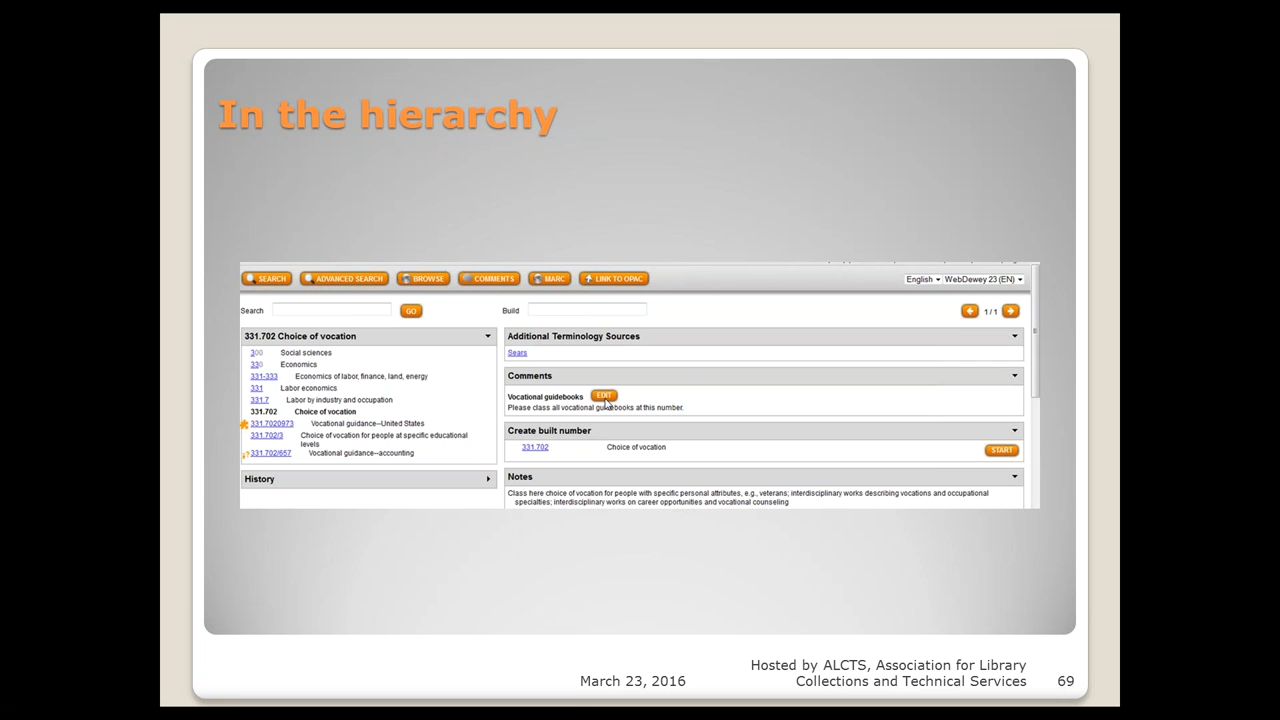 In the hierarchy
SEARCH ADVANCED SEARCH BROWSE COMMENTS MARC LINK TO OPAC English WebDewey 23 (EN)
Search GO Build 1 / 1
331.702 Choice of vocation
300 Social sciences
330 Economics
331-333 Economics of labor, finance, land, energy
331 Labor economics
331.7 Labor by industry and occupation
331.702 Choice of vocation
331.7020973 Vocational guidance--United States
331.702/3 Choice of vocation for people at specific educational
levels
331.702/657 Vocational guidance--accounting
History
Additional Terminology Sources
Sears
Comments
Vocational guidebooks EDIT
Please class all vocational guidebooks at this number.
Create built number
331.702 Choice of vocation START
Notes
Class here choice of vocation for people with specific personal attributes, e.g., veterans; interdisciplinary works describing vocations and occupational
specialties; interdisciplinary works on career opportunities and vocational counseling
March 23, 2016
Hosted by ALCTS, Association for Library
Collections and Technical Services
69